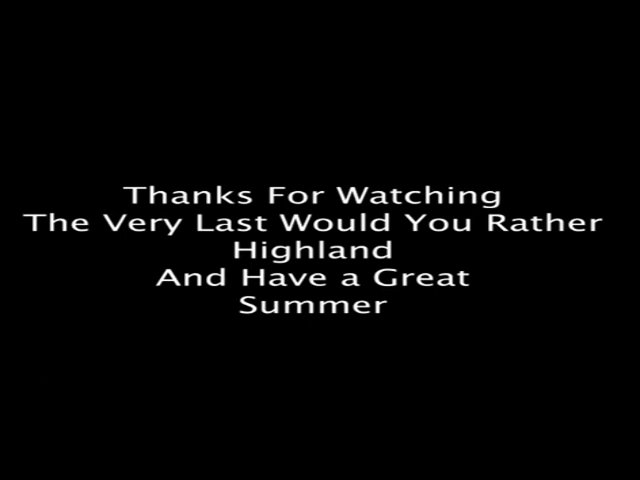 Thanks For Watching
The Very Last Would You Rather
Highland
And Have a Great
Summer